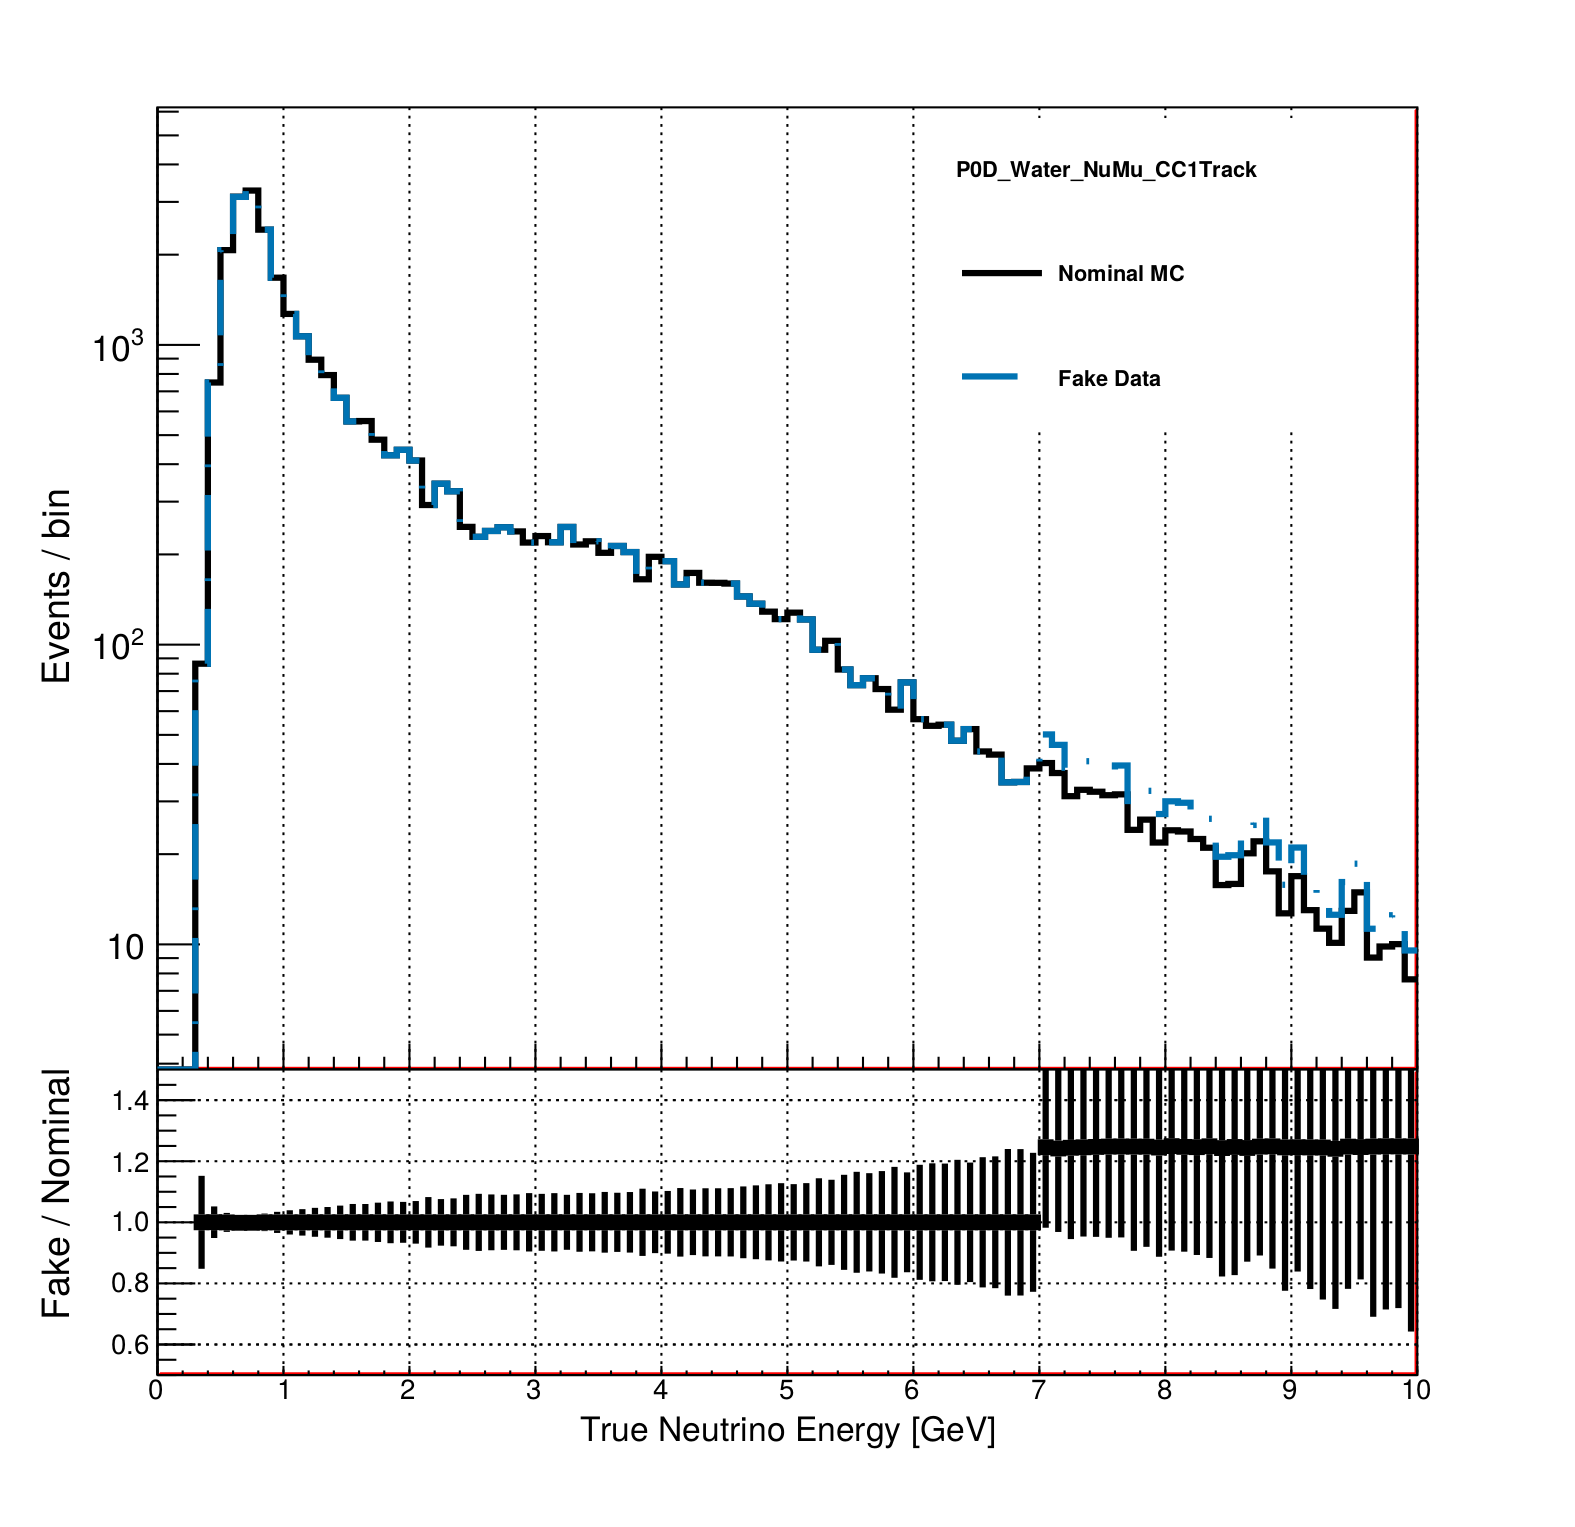 P0D_Water_NuMu_CC1Track
Nominal MC
Fake Data
Events / bin
10^3
10^2
10
Fake / Nominal
1.4
1.2
1.0
0.8
0.6
0 1 2 3 4 5 6 7 8 9 10
True Neutrino Energy [GeV]